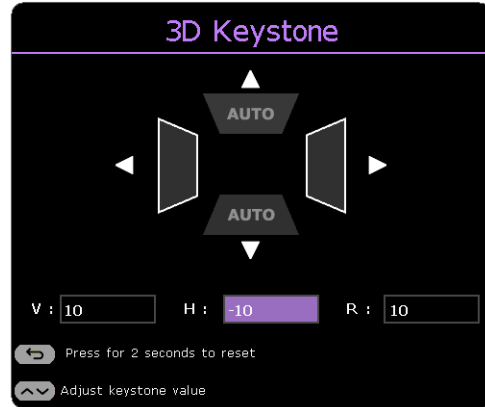 3D Keystone
AUTO
AUTO
V : 10 H : -10 R : 10
Press for 2 seconds to reset
Adjust keystone value